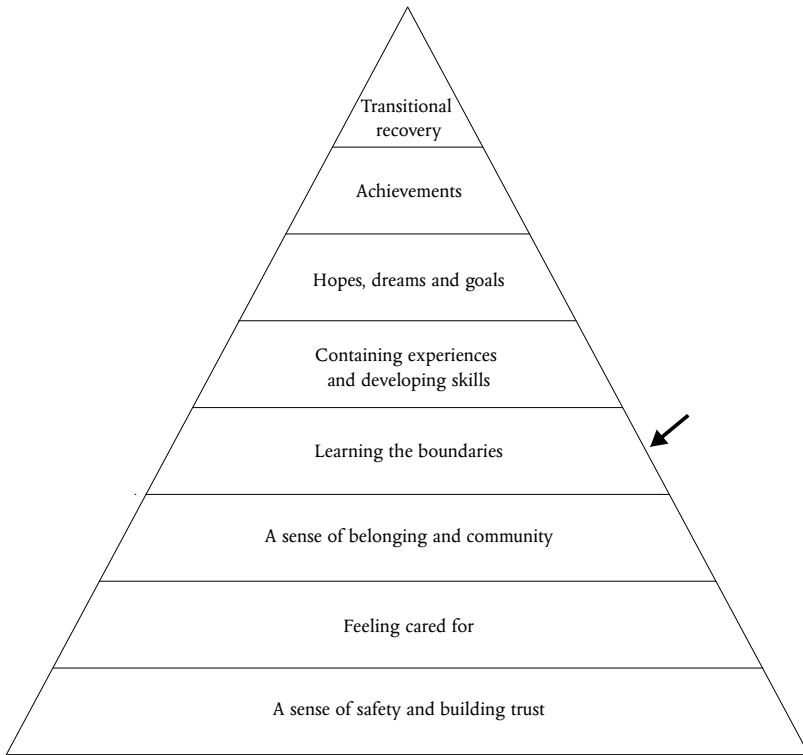 Transitional
recovery
Achievements
Hopes, dreams and goals
Containing experiences
and developing skills
Learning the boundaries
A sense of belonging and community
Feeling cared for
A sense of safety and building trust